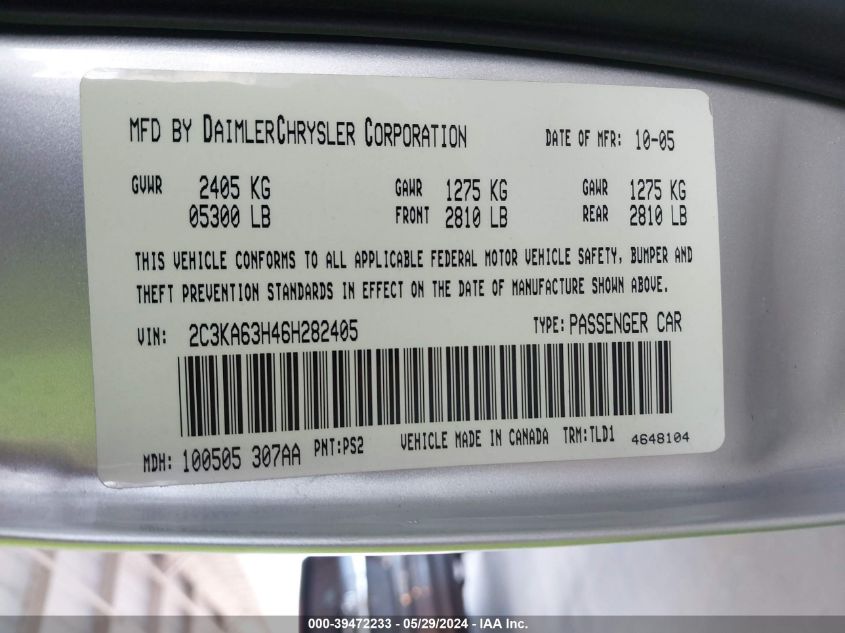 MFD BY DAIMLERCHRYSLER CORPORATION DATE OF MFR: 10-05
GVWR 2405 KG GAWR 1275 KG GAWR 1275 KG
05300 LB FRONT 2810 LB REAR 2810 LB
THIS VEHICLE CONFORMS TO ALL APPLICABLE FEDERAL MOTOR VEHICLE SAFETY, BUMPER AND
THEFT PREVENTION STANDARDS IN EFFECT ON THE DATE OF MANUFACTURE SHOWN ABOVE.
VIN: 2C3KA63H46H282405 TYPE: PASSENGER CAR
MDH: 100505 307AA PNT:PS2 VEHICLE MADE IN CANADA TRM:TLD1 4648104
000-39472233 - 05/29/2024 - IAA Inc.